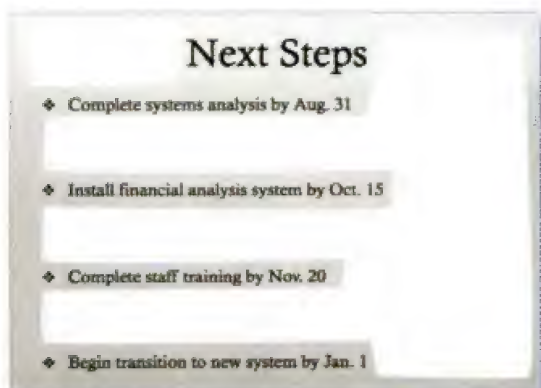 Next Steps
❖ Complete systems analysis by Aug. 31
❖ Install financial analysis system by Oct. 15
❖ Complete staff training by Nov. 20
❖ Begin transition to new system by Jan. 1